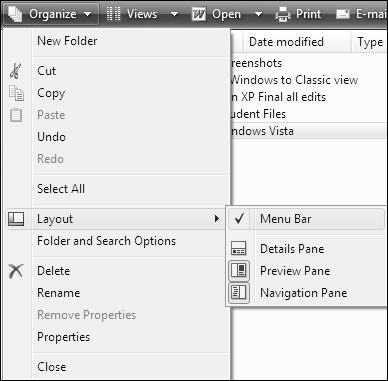 Organize Views Open Print E-mai
New Folder
Date modified Type
Cut
Copy
Paste
Undo
Redo
Select All
Layout
Folder and Search Options
Delete
Rename
Remove Properties
Properties
Close
reenshots
Windows to Classic view
n XP Final all edits
udent Files
ndows Vista
Menu Bar
Details Pane
Preview Pane
Navigation Pane